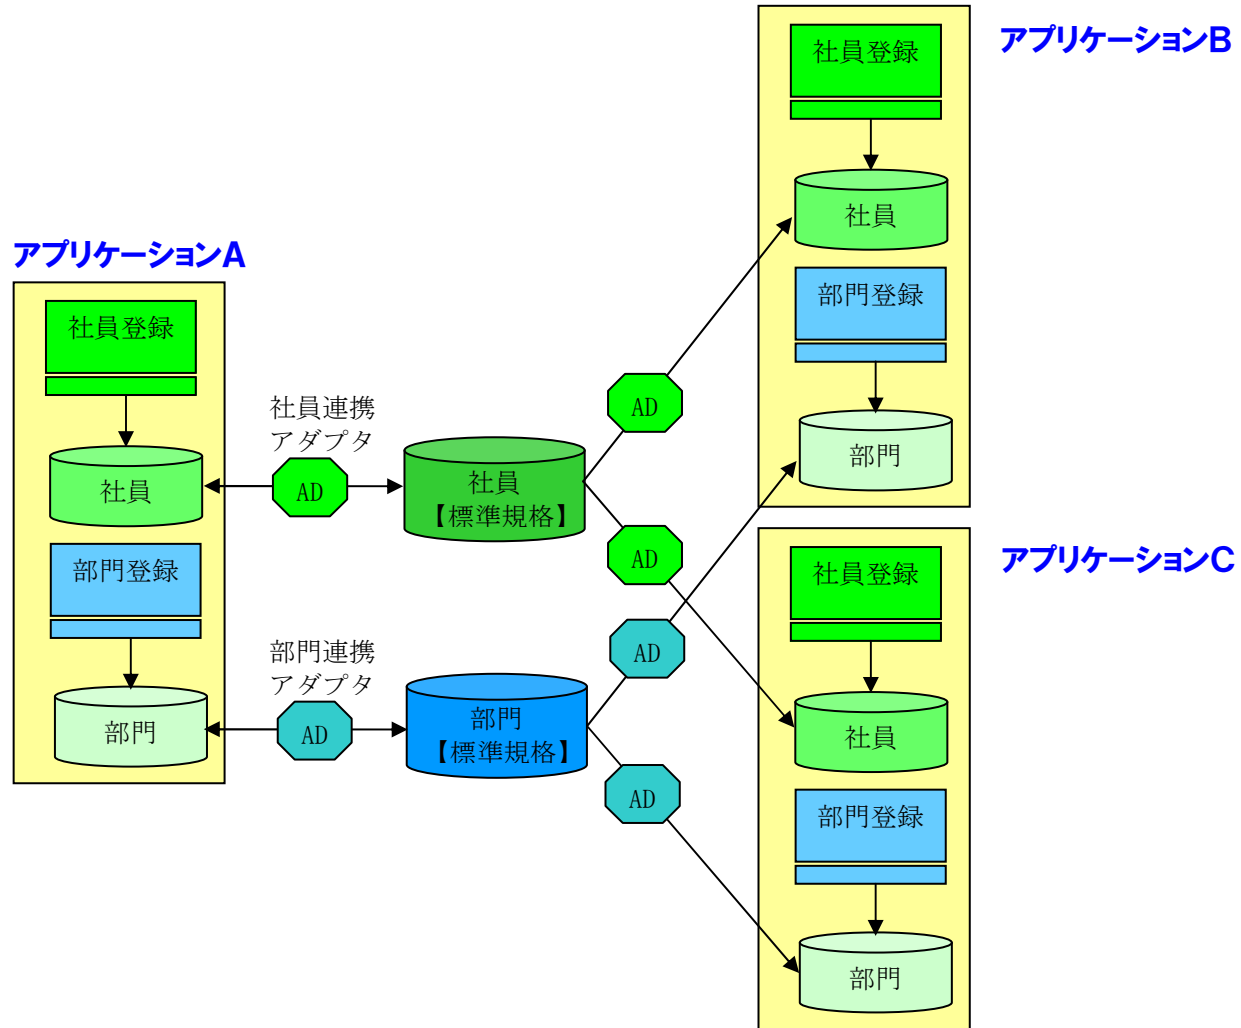 アプリケーションA
社員登録
社員
部門登録
部門
社員連携
アダプタ
AD
社員
【標準規格】
部門連携
アダプタ
AD
部門
【標準規格】
AD
AD
AD
AD
アプリケーションB
社員登録
社員
部門登録
部門
アプリケーションC
社員登録
社員
部門登録
部門